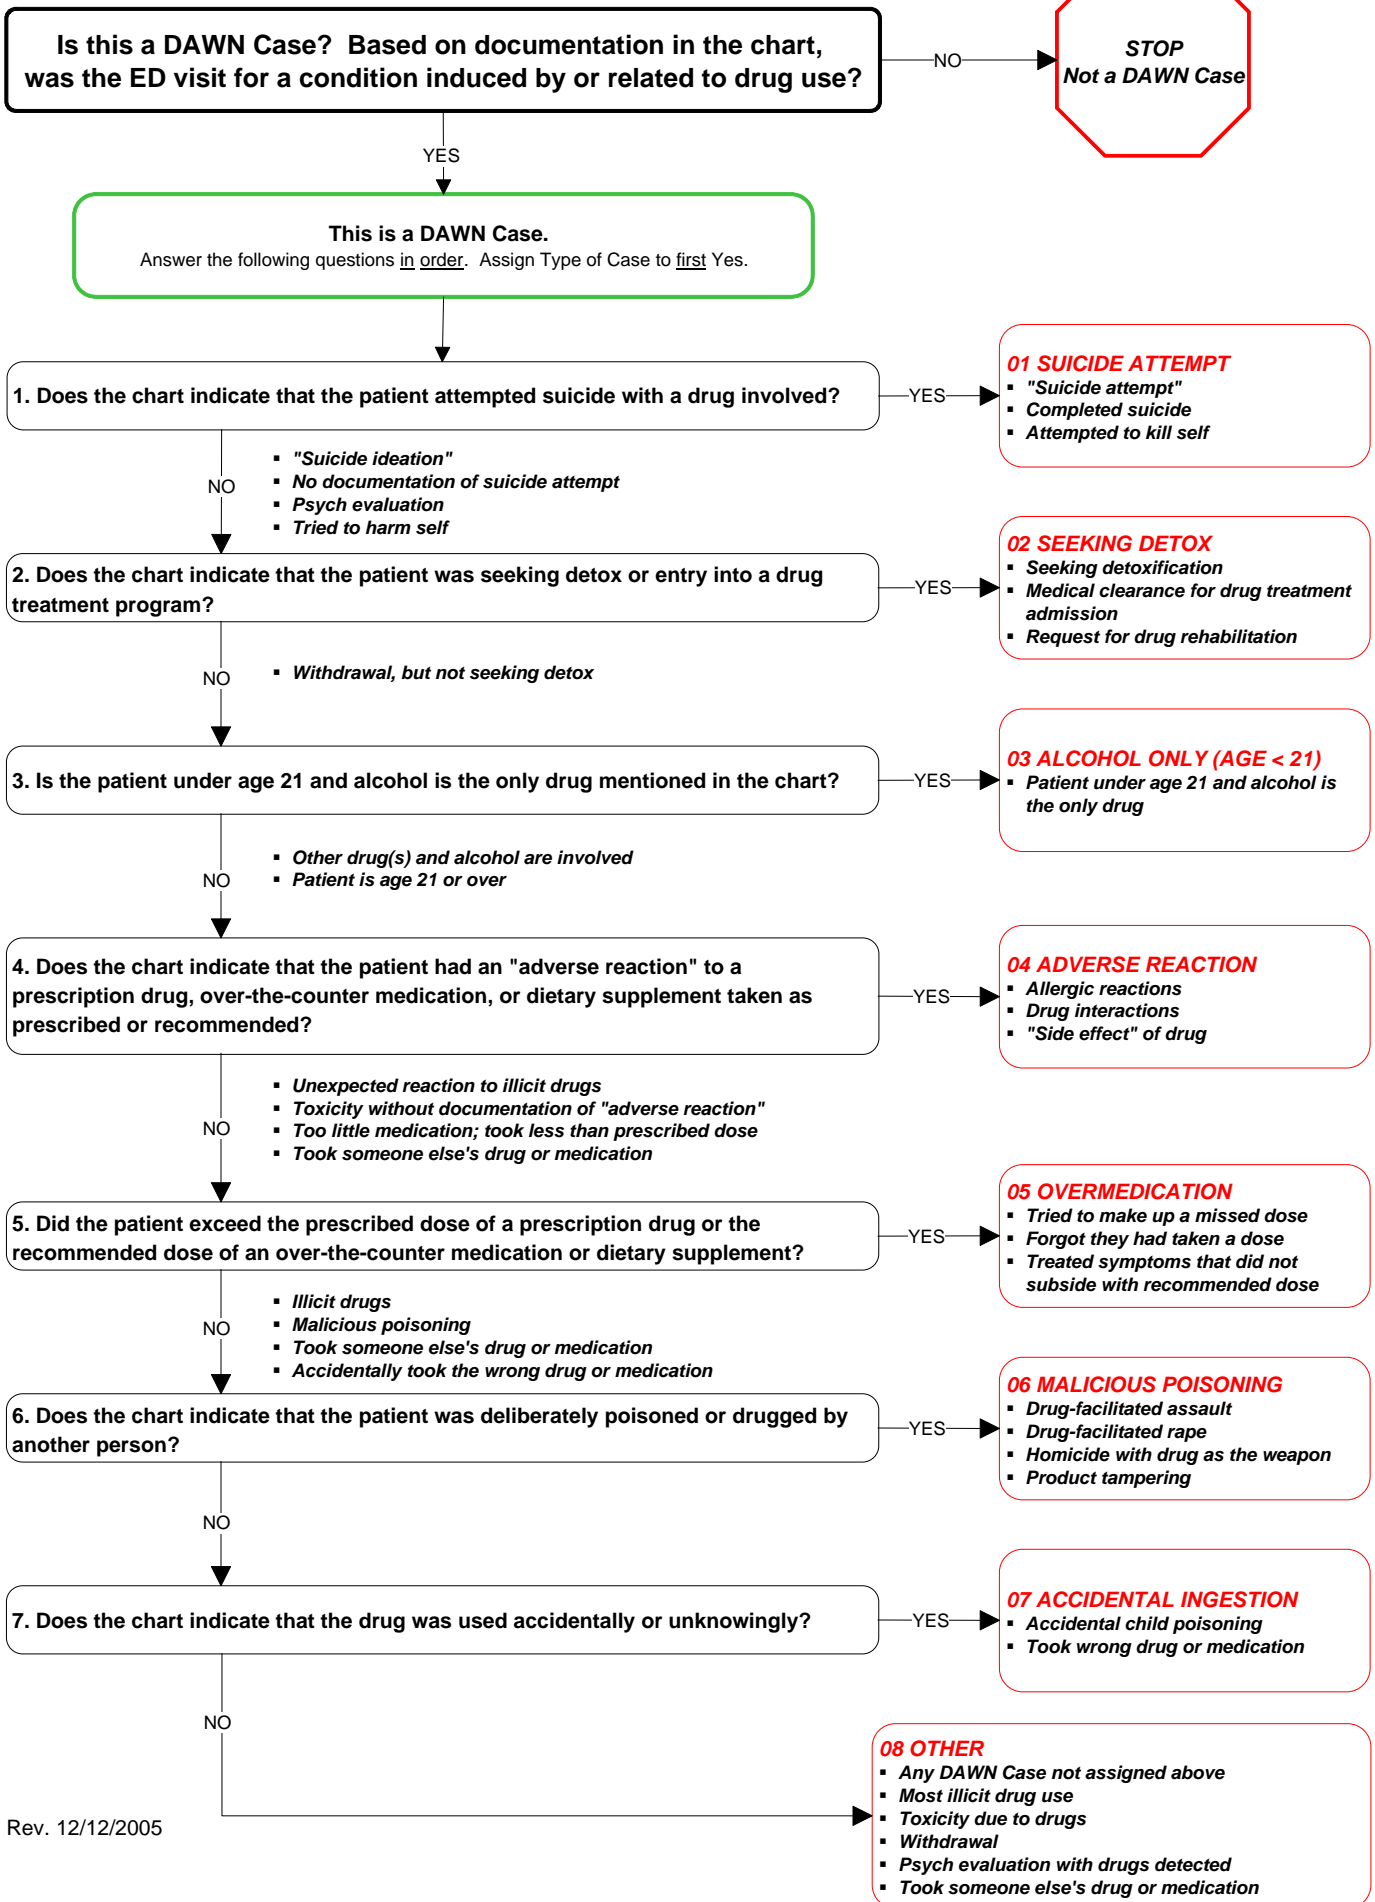 Is this a DAWN Case?  Based on documentation in the chart,
was the ED visit for a condition induced by or related to drug use?
NO
STOP
Not a DAWN Case
YES
This is a DAWN Case.
Answer the following questions in order.  Assign Type of Case to first Yes.
1. Does the chart indicate that the patient attempted suicide with a drug involved?
YES
01 SUICIDE ATTEMPT
▪ "Suicide attempt"
▪ Completed suicide
▪ Attempted to kill self
NO
▪ "Suicide ideation"
▪ No documentation of suicide attempt
▪ Psych evaluation
▪ Tried to harm self
2. Does the chart indicate that the patient was seeking detox or entry into a drug
treatment program?
YES
02 SEEKING DETOX
▪ Seeking detoxification
▪ Medical clearance for drug treatment
admission
▪ Request for drug rehabilitation
NO
▪ Withdrawal, but not seeking detox
3. Is the patient under age 21 and alcohol is the only drug mentioned in the chart?
YES
03 ALCOHOL ONLY (AGE < 21)
▪ Patient under age 21 and alcohol is
the only drug
NO
▪ Other drug(s) and alcohol are involved
▪ Patient is age 21 or over
4. Does the chart indicate that the patient had an "adverse reaction" to a
prescription drug, over-the-counter medication, or dietary supplement taken as
prescribed or recommended?
YES
04 ADVERSE REACTION
▪ Allergic reactions
▪ Drug interactions
▪ "Side effect" of drug
NO
▪ Unexpected reaction to illicit drugs
▪ Toxicity without documentation of "adverse reaction"
▪ Too little medication; took less than prescribed dose
▪ Took someone else's drug or medication
5. Did the patient exceed the prescribed dose of a prescription drug or the
recommended dose of an over-the-counter medication or dietary supplement?
YES
05 OVERMEDICATION
▪ Tried to make up a missed dose
▪ Forgot they had taken a dose
▪ Treated symptoms that did not
subside with recommended dose
NO
▪ Illicit drugs
▪ Malicious poisoning
▪ Took someone else's drug or medication
▪ Accidentally took the wrong drug or medication
6. Does the chart indicate that the patient was deliberately poisoned or drugged by
another person?
YES
06 MALICIOUS POISONING
▪ Drug-facilitated assault
▪ Drug-facilitated rape
▪ Homicide with drug as the weapon
▪ Product tampering
NO
7. Does the chart indicate that the drug was used accidentally or unknowingly?
YES
07 ACCIDENTAL INGESTION
▪ Accidental child poisoning
▪ Took wrong drug or medication
NO
08 OTHER
▪ Any DAWN Case not assigned above
▪ Most illicit drug use
▪ Toxicity due to drugs
▪ Withdrawal
▪ Psych evaluation with drugs detected
▪ Took someone else's drug or medication
Rev. 12/12/2005